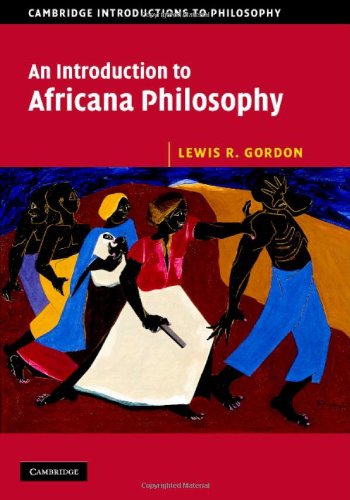 CAMBRIDGE INTRODUCTIONS TO PHILOSOPHY
An Introduction to
Africana Philosophy
LEWIS R. GORDON
CAMBRIDGE